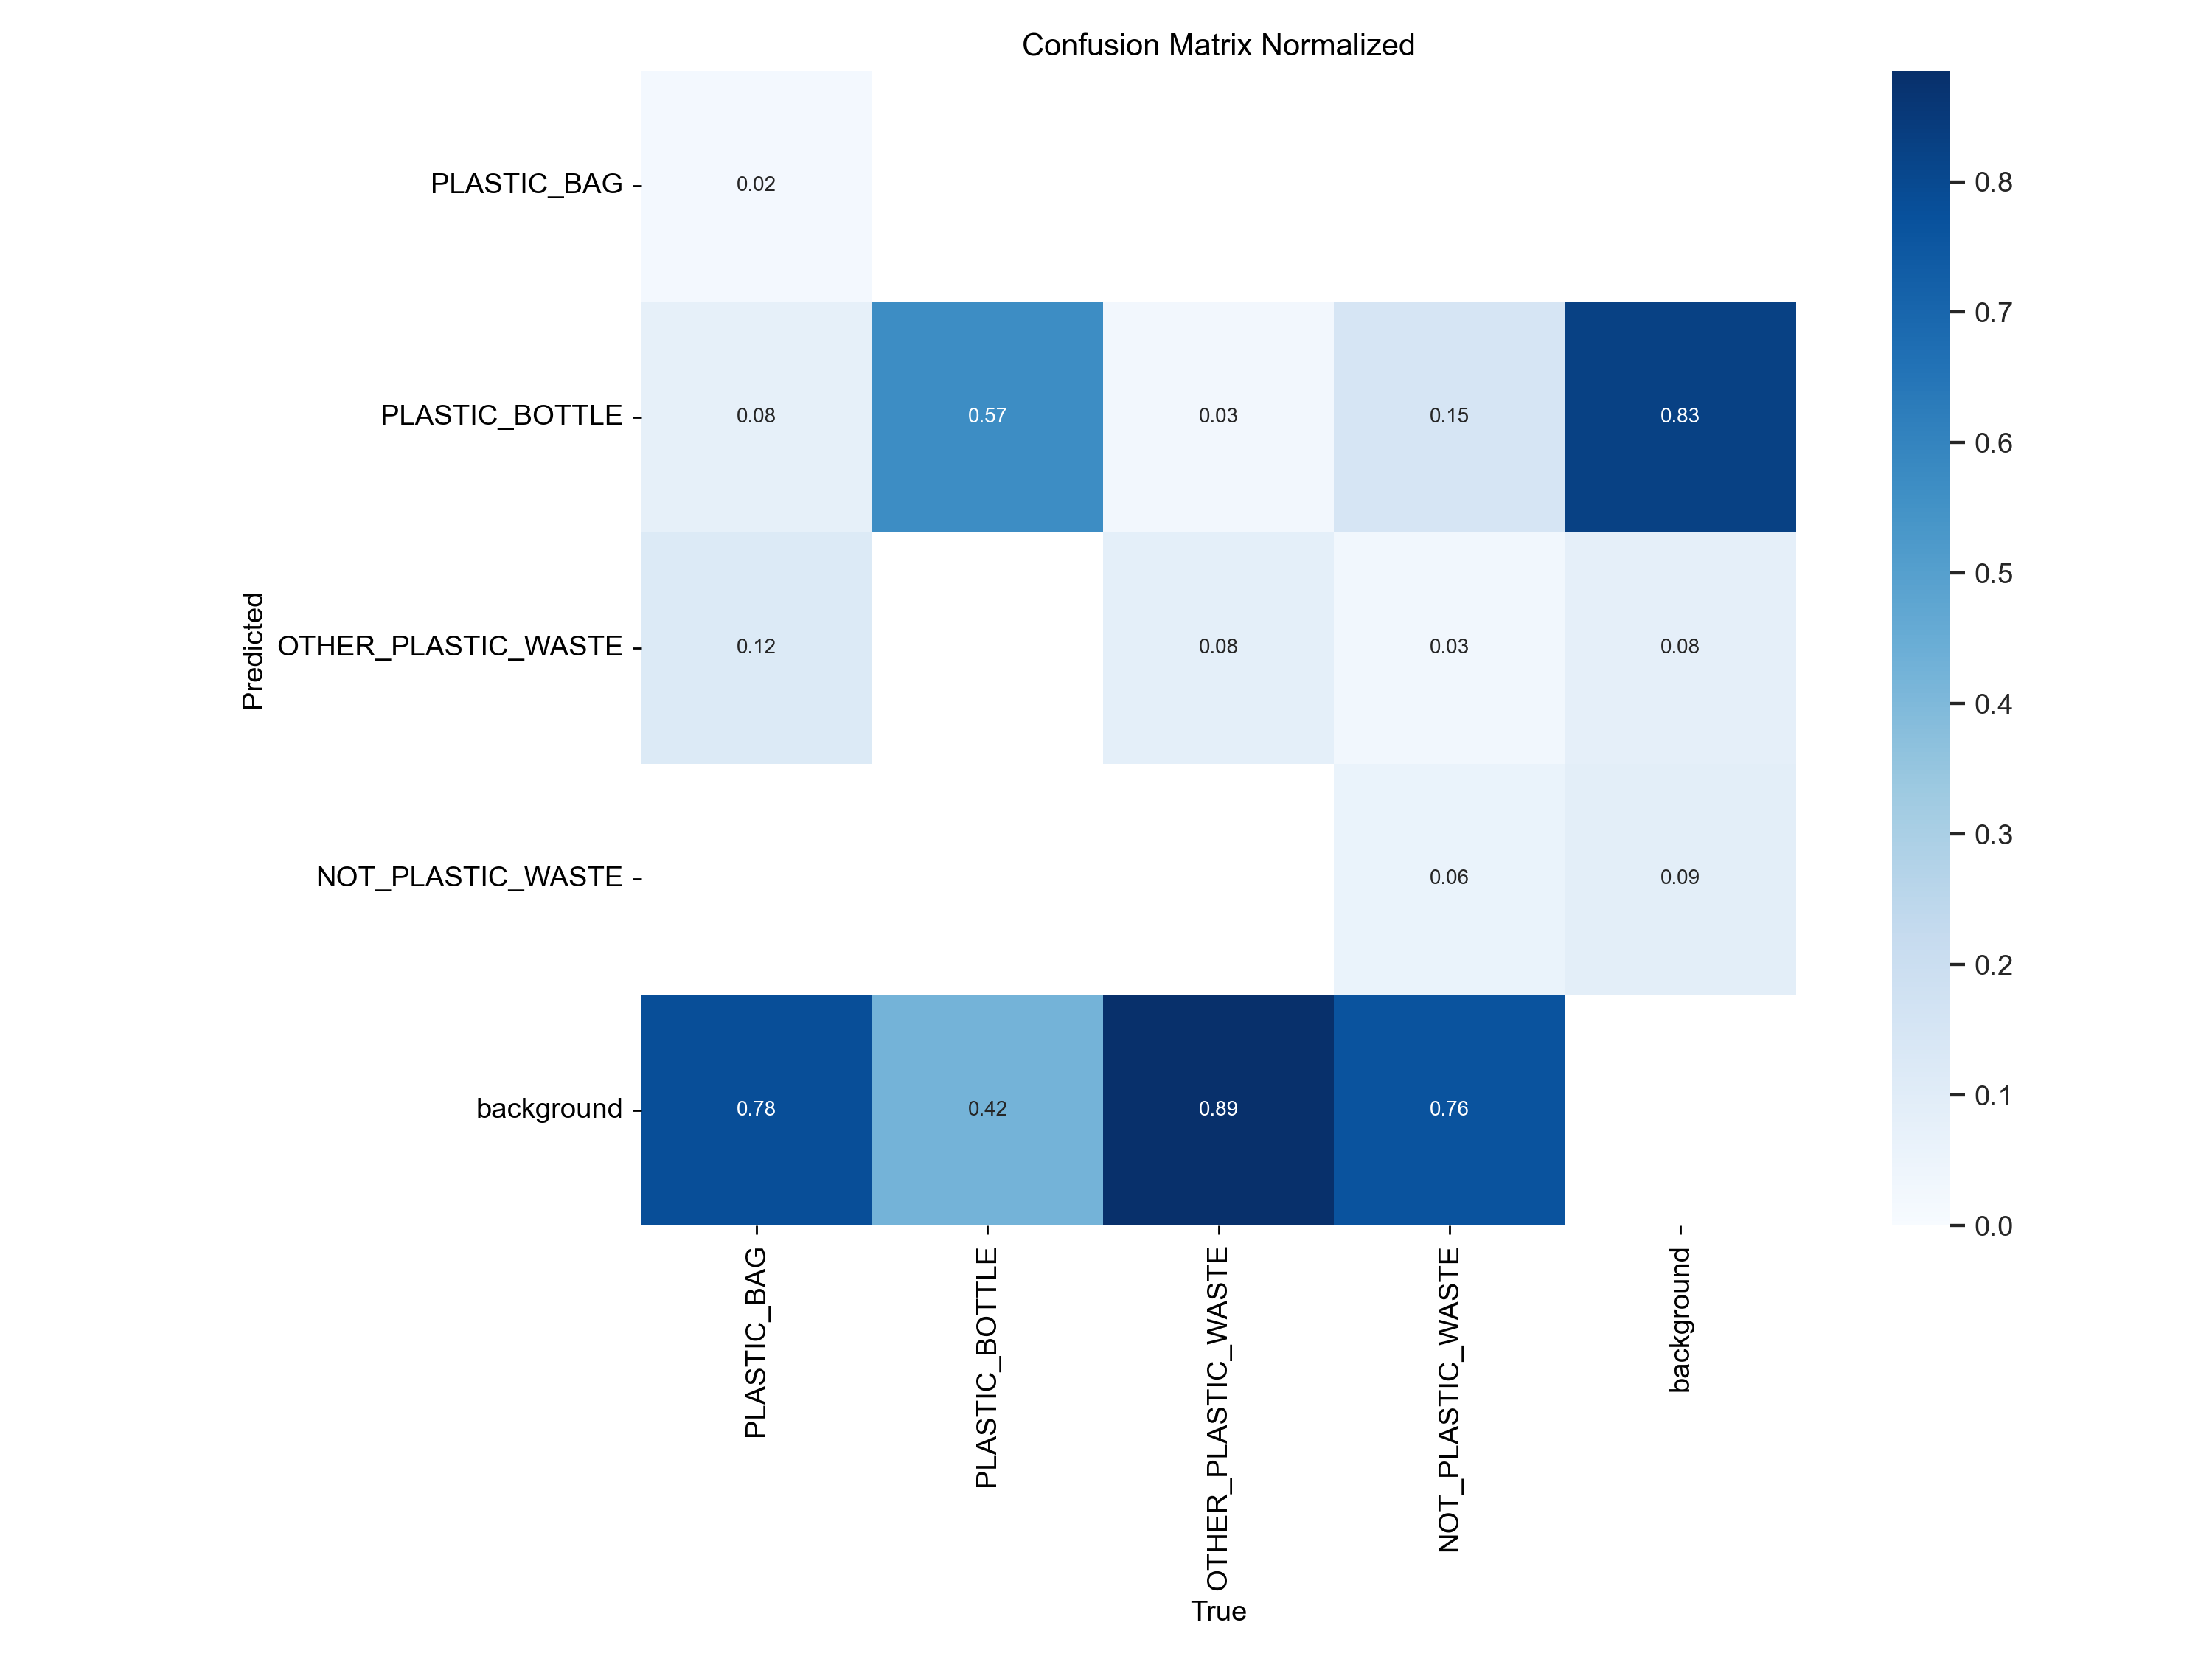 Confusion Matrix Normalized
PLASTIC_BAG
0.02
PLASTIC_BOTTLE
0.08 0.57 0.03 0.15 0.83
OTHER_PLASTIC_WASTE
0.12 0.08 0.03 0.08
NOT_PLASTIC_WASTE
0.06 0.09
background
0.78 0.42 0.89 0.76
Predicted
PLASTIC_BAG
PLASTIC_BOTTLE
OTHER_PLASTIC_WASTE
NOT_PLASTIC_WASTE
background
True
0.8
0.7
0.6
0.5
0.4
0.3
0.2
0.1
0.0